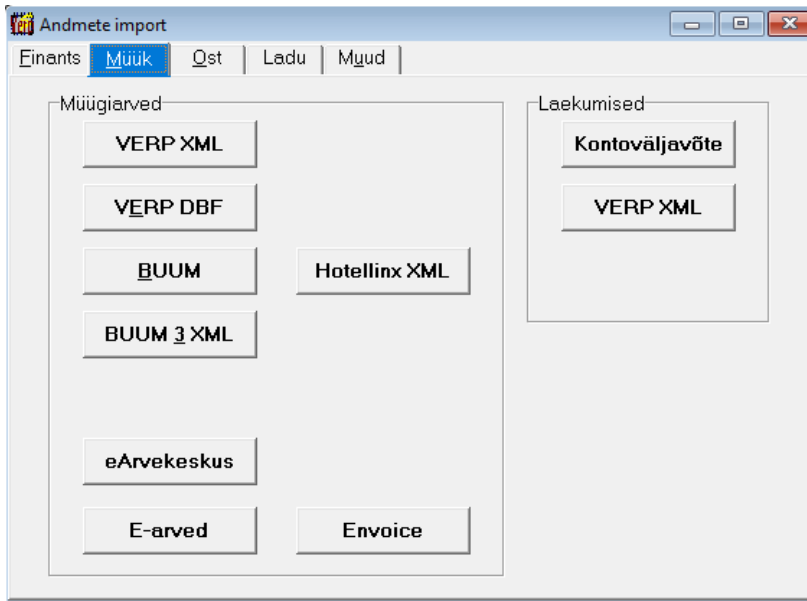 Andmete import
Finants Müük Ost Ladu Muud
Müügiarved
VERP XML
VERP DBF
BUUM Hotellinx XML
BUUM 3 XML
eArvekeskus
E-arved Envoice
Laekumised
Kontoväljavõte
VERP XML